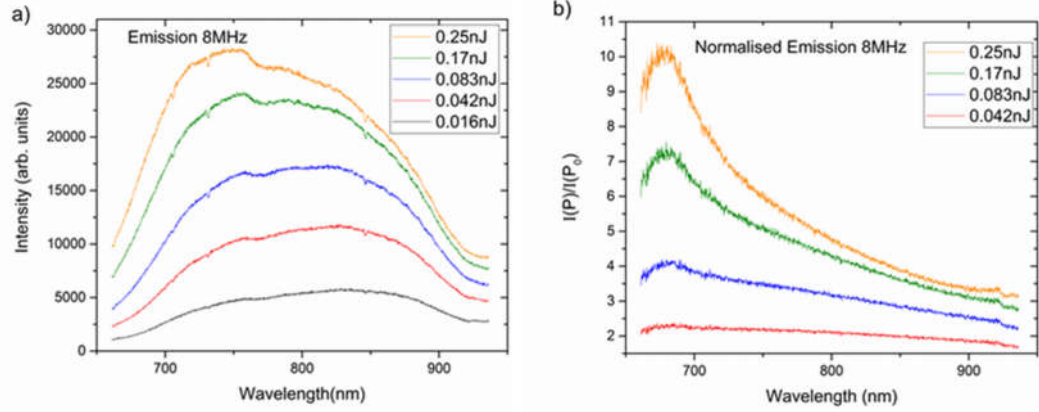 a)
Emission 8MHz
0.25nJ
0.17nJ
0.083nJ
0.042nJ
0.016nJ
30000
25000
20000
15000
10000
5000
0
Intensity (arb. units)
700
800
900
Wavelength(nm)
b)
Normalised Emission 8MHz
0.25nJ
0.17nJ
0.083nJ
0.042nJ
11
10
9
8
7
6
5
4
3
2
I(P)/I(P₀)
700
800
900
Wavelength (nm)